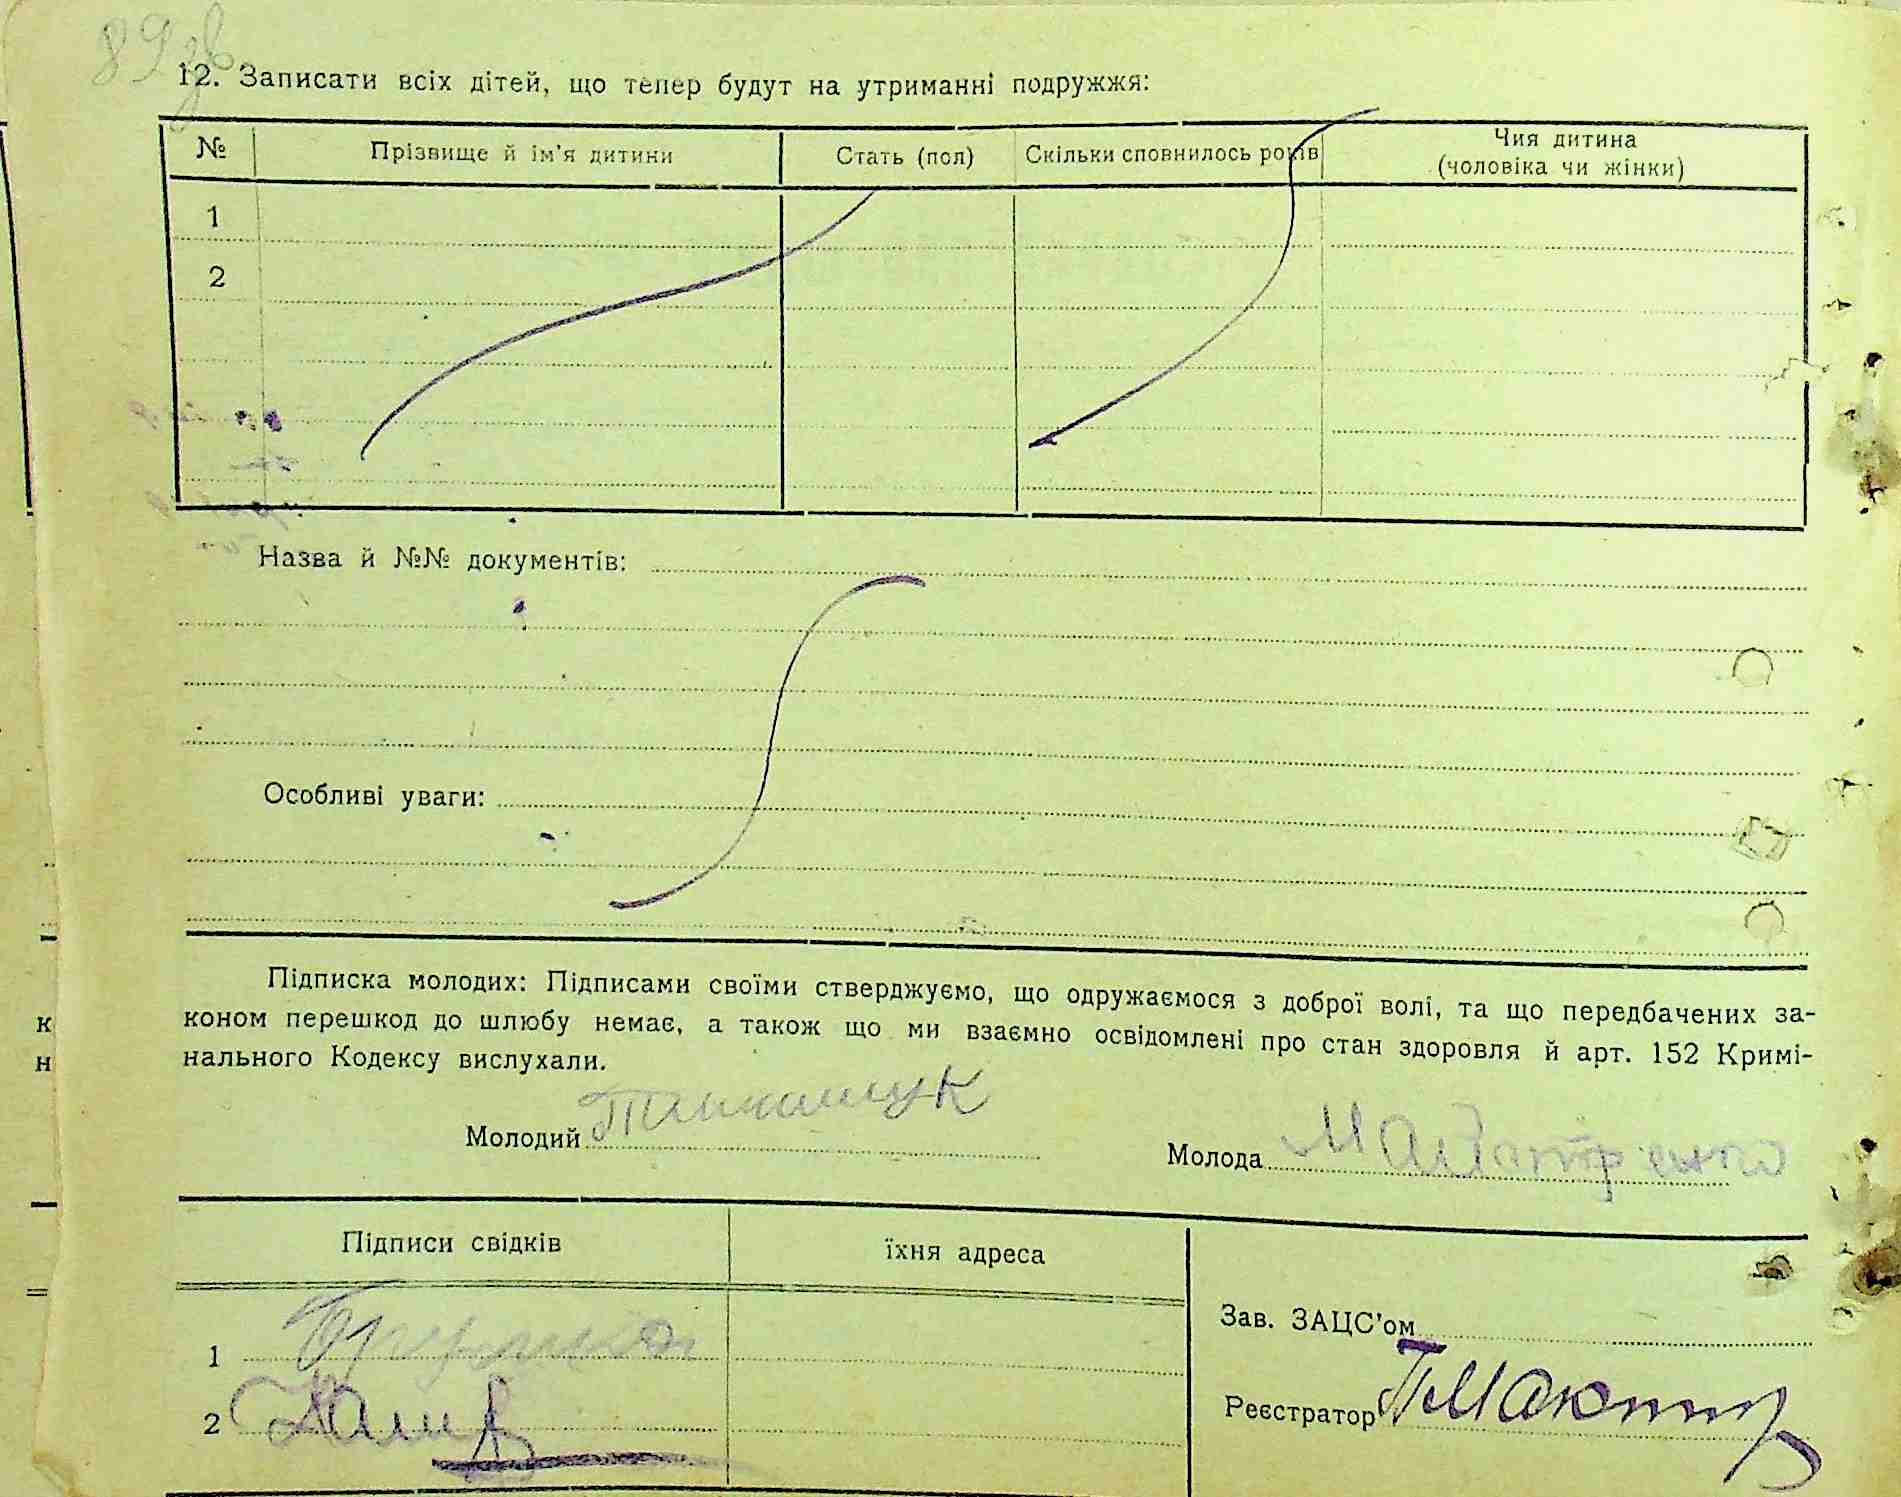 89 зв
12. Записати всіх дітей, що тепер будут на утриманні подружжя:
№ Прізвище й ім'я дитини Стать (пол) Скільки сповнилось років Чия дитина
(чоловіка чи жінки)
1
2
Назва й №№ документів:
Особливі уваги:
Підписка молодих: Підписами своїми стверджуємо, що одружаємося з доброї волі, та що передбачених за-
коном перешкод до шлюбу немає, а також що ми взаємно освідомлені про стан здоровля й арт. 152 Кримі-
нального Кодексу вислухали.
Молодий
Молода
Підписи свідків їхня адреса
Зав. ЗАЦС'ом
1
Реєстратор
2
к
н